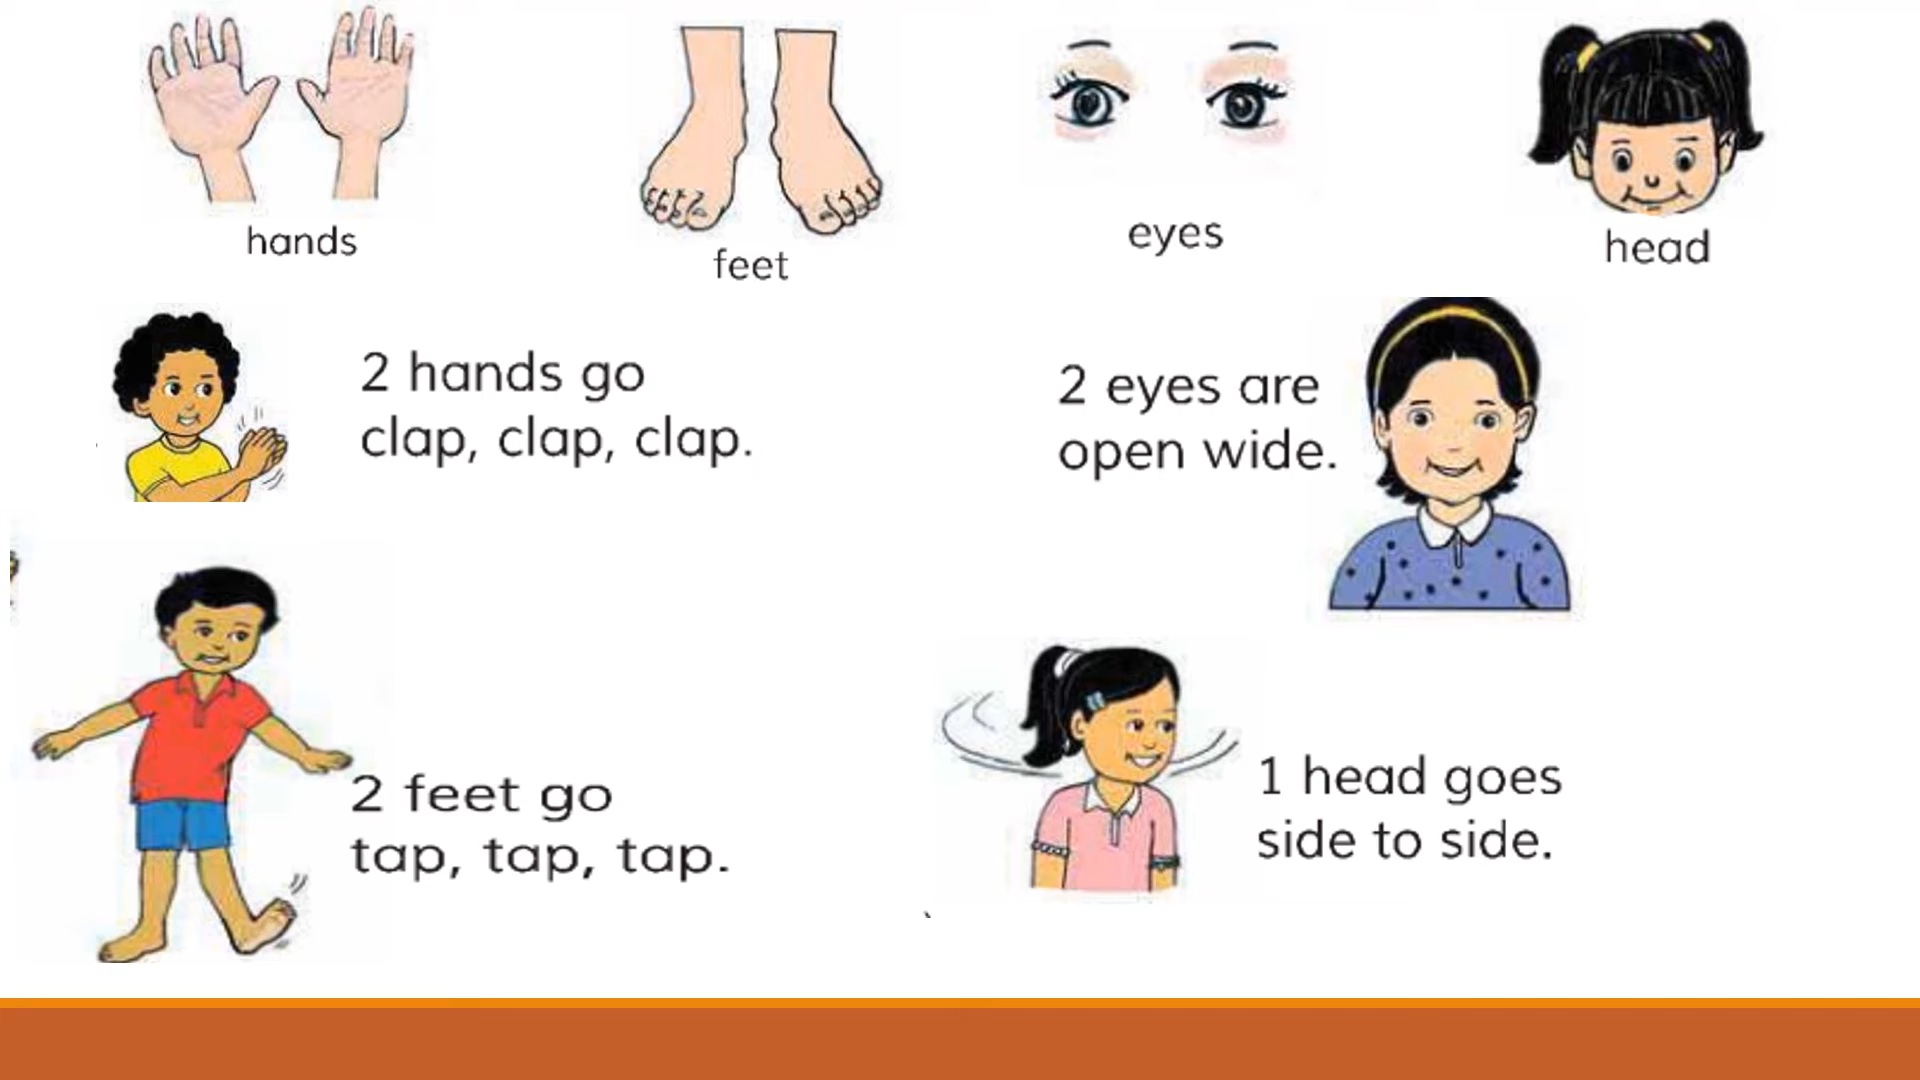 hands
feet
eyes
head
2 hands go
clap, clap, clap.
2 eyes are
open wide.
2 feet go
tap, tap, tap.
1 head goes
side to side.